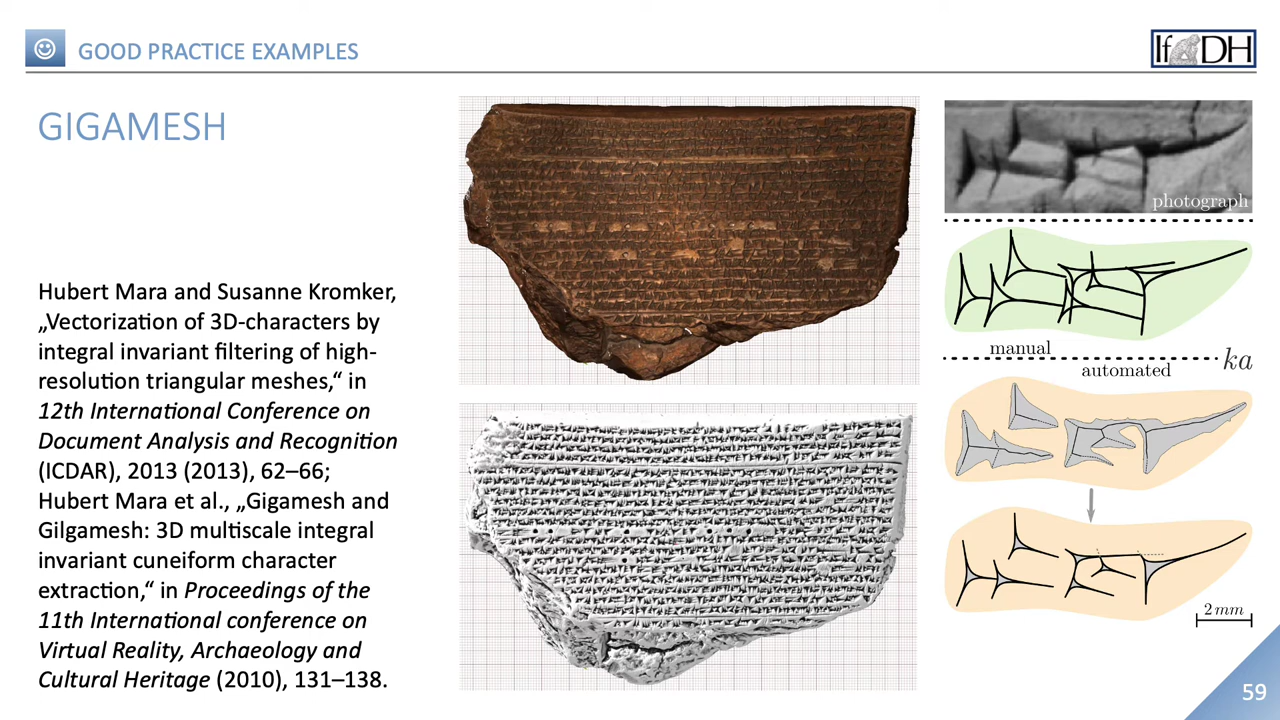 GOOD PRACTICE EXAMPLES
IfDH
GIGAMESH
Hubert Mara and Susanne Kromker,
„Vectorization of 3D-characters by
integral invariant filtering of high-
resolution triangular meshes,“ in
12th International Conference on
Document Analysis and Recognition
(ICDAR), 2013 (2013), 62–66;
Hubert Mara et al., „Gigamesh and
Gilgamesh: 3D multiscale integral
invariant cuneiform character
extraction,“ in Proceedings of the
11th International conference on
Virtual Reality, Archaeology and
Cultural Heritage (2010), 131–138.
photograph
manual
ka
automated
2 mm
59